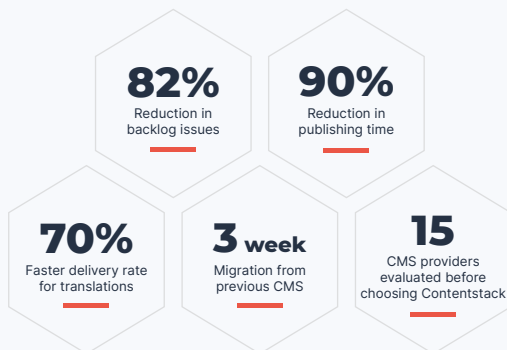 82%
Reduction in
backlog issues
90%
Reduction in
publishing time
70%
Faster delivery rate
for translations
3 week
Migration from
previous CMS
15
CMS providers
evaluated before
choosing Contentstack